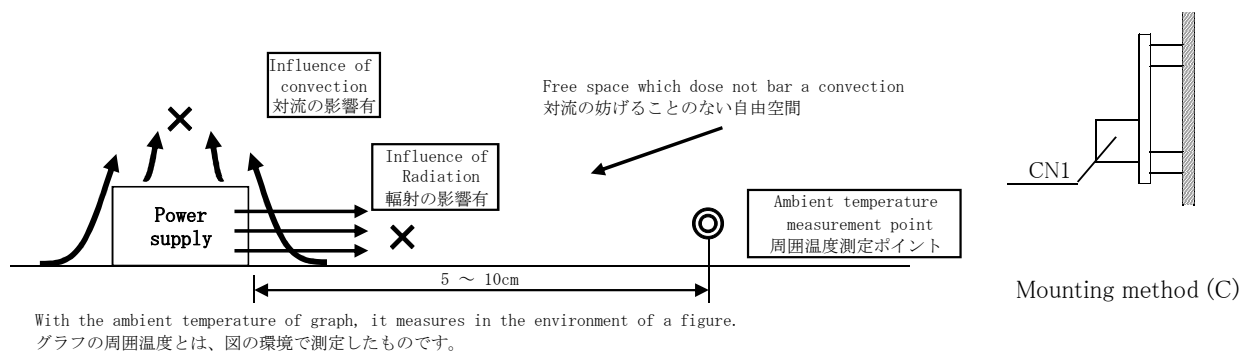 Influence of
convection
対流の影響有
Free space which dose not bar a convection
対流の妨げることのない自由空間
Influence of
Radiation
輻射の影響有
Power
supply
Ambient temperature
measurement point
周囲温度測定ポイント
5 ～ 10cm
With the ambient temperature of graph, it measures in the environment of a figure.
グラフの周囲温度とは、図の環境で測定したものです。
CN1
Mounting method (C)